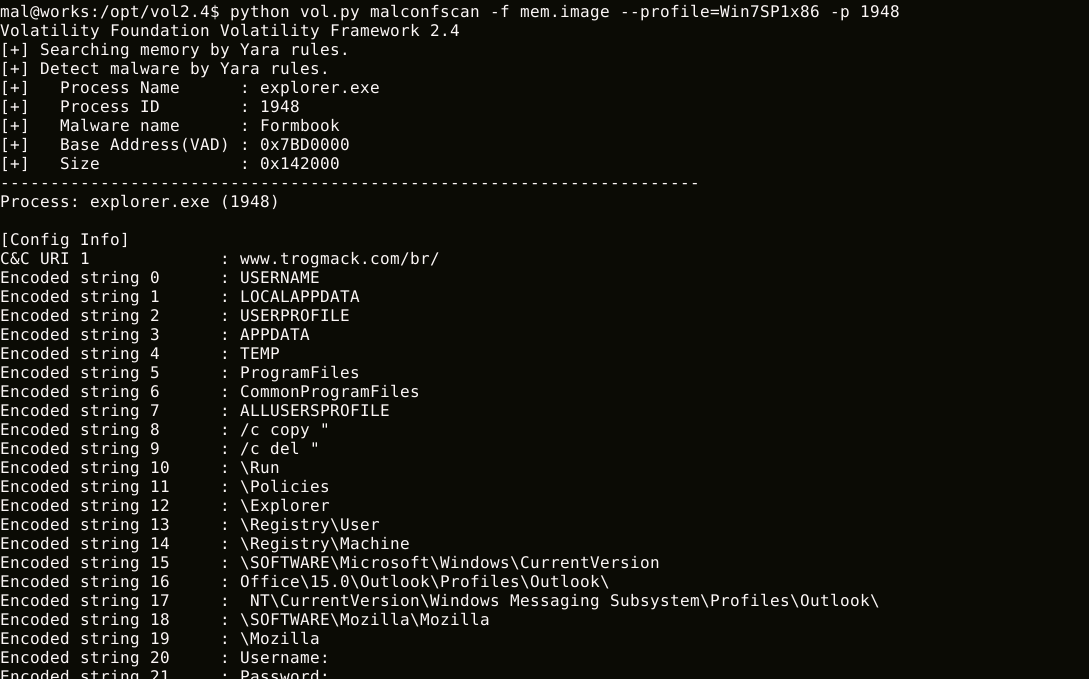 mal@works:/opt/vol2.4$ python vol.py malconfscan -f mem.image --profile=Win7SP1x86 -p 1948
Volatility Foundation Volatility Framework 2.4
[+] Searching memory by Yara rules.
[+] Detect malware by Yara rules.
[+]   Process Name      : explorer.exe
[+]   Process ID        : 1948
[+]   Malware name      : Formbook
[+]   Base Address(VAD) : 0x7BD0000
[+]   Size              : 0x142000
----------------------------------------------------------------------
Process: explorer.exe (1948)

[Config Info]
C&C URI 1             : www.trogmack.com/br/
Encoded string 0      : USERNAME
Encoded string 1      : LOCALAPPDATA
Encoded string 2      : USERPROFILE
Encoded string 3      : APPDATA
Encoded string 4      : TEMP
Encoded string 5      : ProgramFiles
Encoded string 6      : CommonProgramFiles
Encoded string 7      : ALLUSERSPROFILE
Encoded string 8      : /c copy "
Encoded string 9      : /c del "
Encoded string 10     : \Run
Encoded string 11     : \Policies
Encoded string 12     : \Explorer
Encoded string 13     : \Registry\User
Encoded string 14     : \Registry\Machine
Encoded string 15     : \SOFTWARE\Microsoft\Windows\CurrentVersion
Encoded string 16     : Office\15.0\Outlook\Profiles\Outlook\
Encoded string 17     :  NT\CurrentVersion\Windows Messaging Subsystem\Profiles\Outlook\
Encoded string 18     : \SOFTWARE\Mozilla\Mozilla
Encoded string 19     : \Mozilla
Encoded string 20     : Username:
Encoded string 21     : Password: